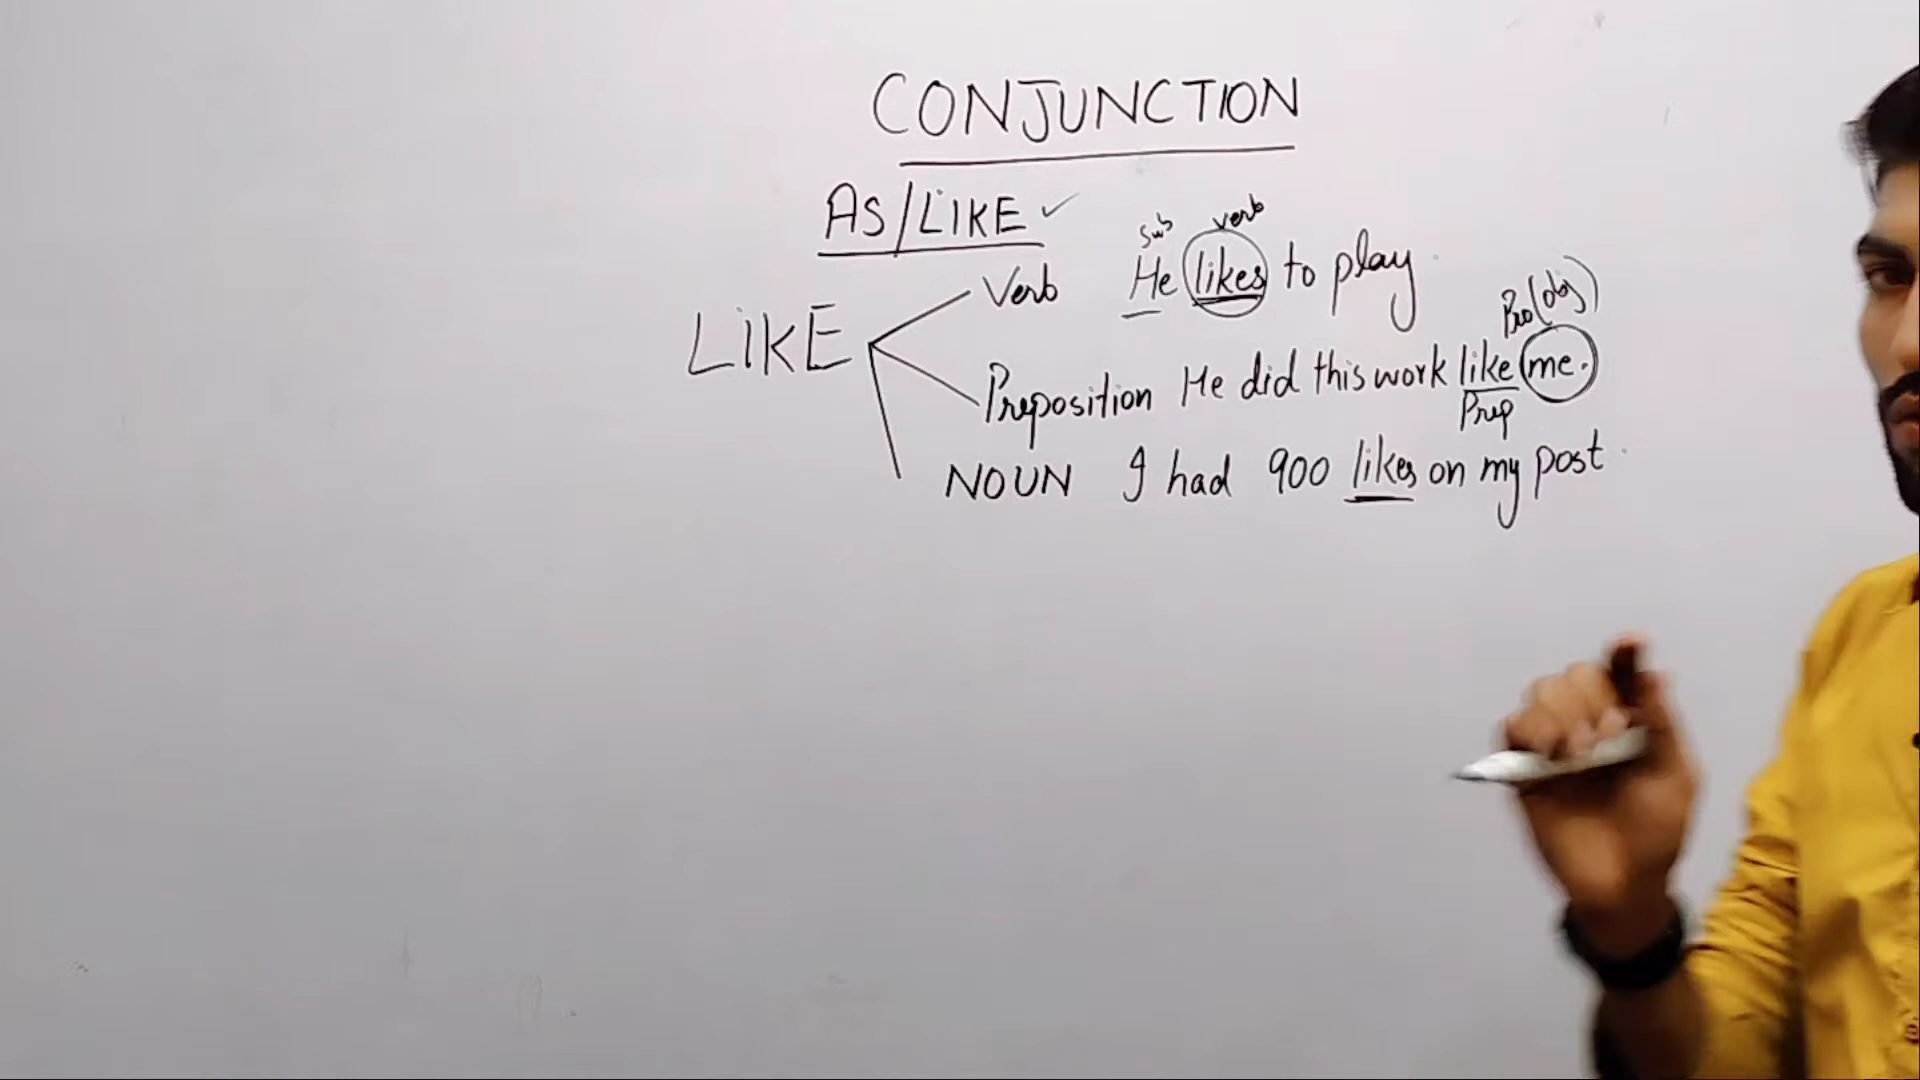 CONJUNCTION
AS/LIKE ✓
sub verb
LIKE
Verb He likes to play.
Pro(obj)
Preposition He did this work like me.
Prep
NOUN I had 900 likes on my post.